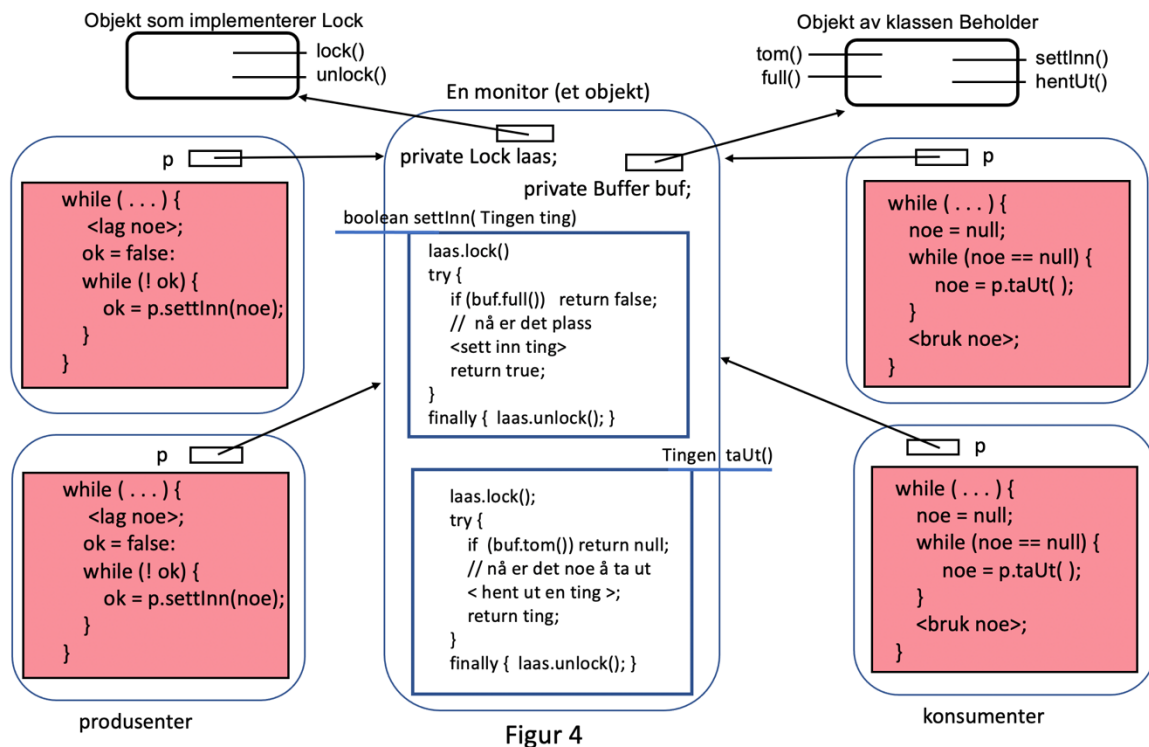 Objekt som implementerer Lock
lock()
unlock()
Objekt av klassen Beholder
tom()
full()
settInn()
hentUt()
En monitor (et objekt)
private Lock laas;
private Buffer buf;
p
while ( . . . ) {
<lag noe>;
ok = false:
while (! ok) {
ok = p.settInn(noe);
}
}
boolean settInn( Tingen ting)
laas.lock()
try {
if (buf.full()) return false;
// nå er det plass
<sett inn ting>
return true;
}
finally { laas.unlock(); }
p
while ( . . . ) {
noe = null;
while (noe == null) {
noe = p.taUt( );
}
<bruk noe>;
}
p
while ( . . . ) {
<lag noe>;
ok = false:
while (! ok) {
ok = p.settInn(noe);
}
}
Tingen taUt()
laas.lock();
try {
if (buf.tom()) return null;
// nå er det noe å ta ut
< hent ut en ting >;
return ting;
}
finally { laas.unlock(); }
p
while ( . . . ) {
noe = null;
while (noe == null) {
noe = p.taUt( );
}
<bruk noe>;
}
produsenter
Figur 4
konsumenter